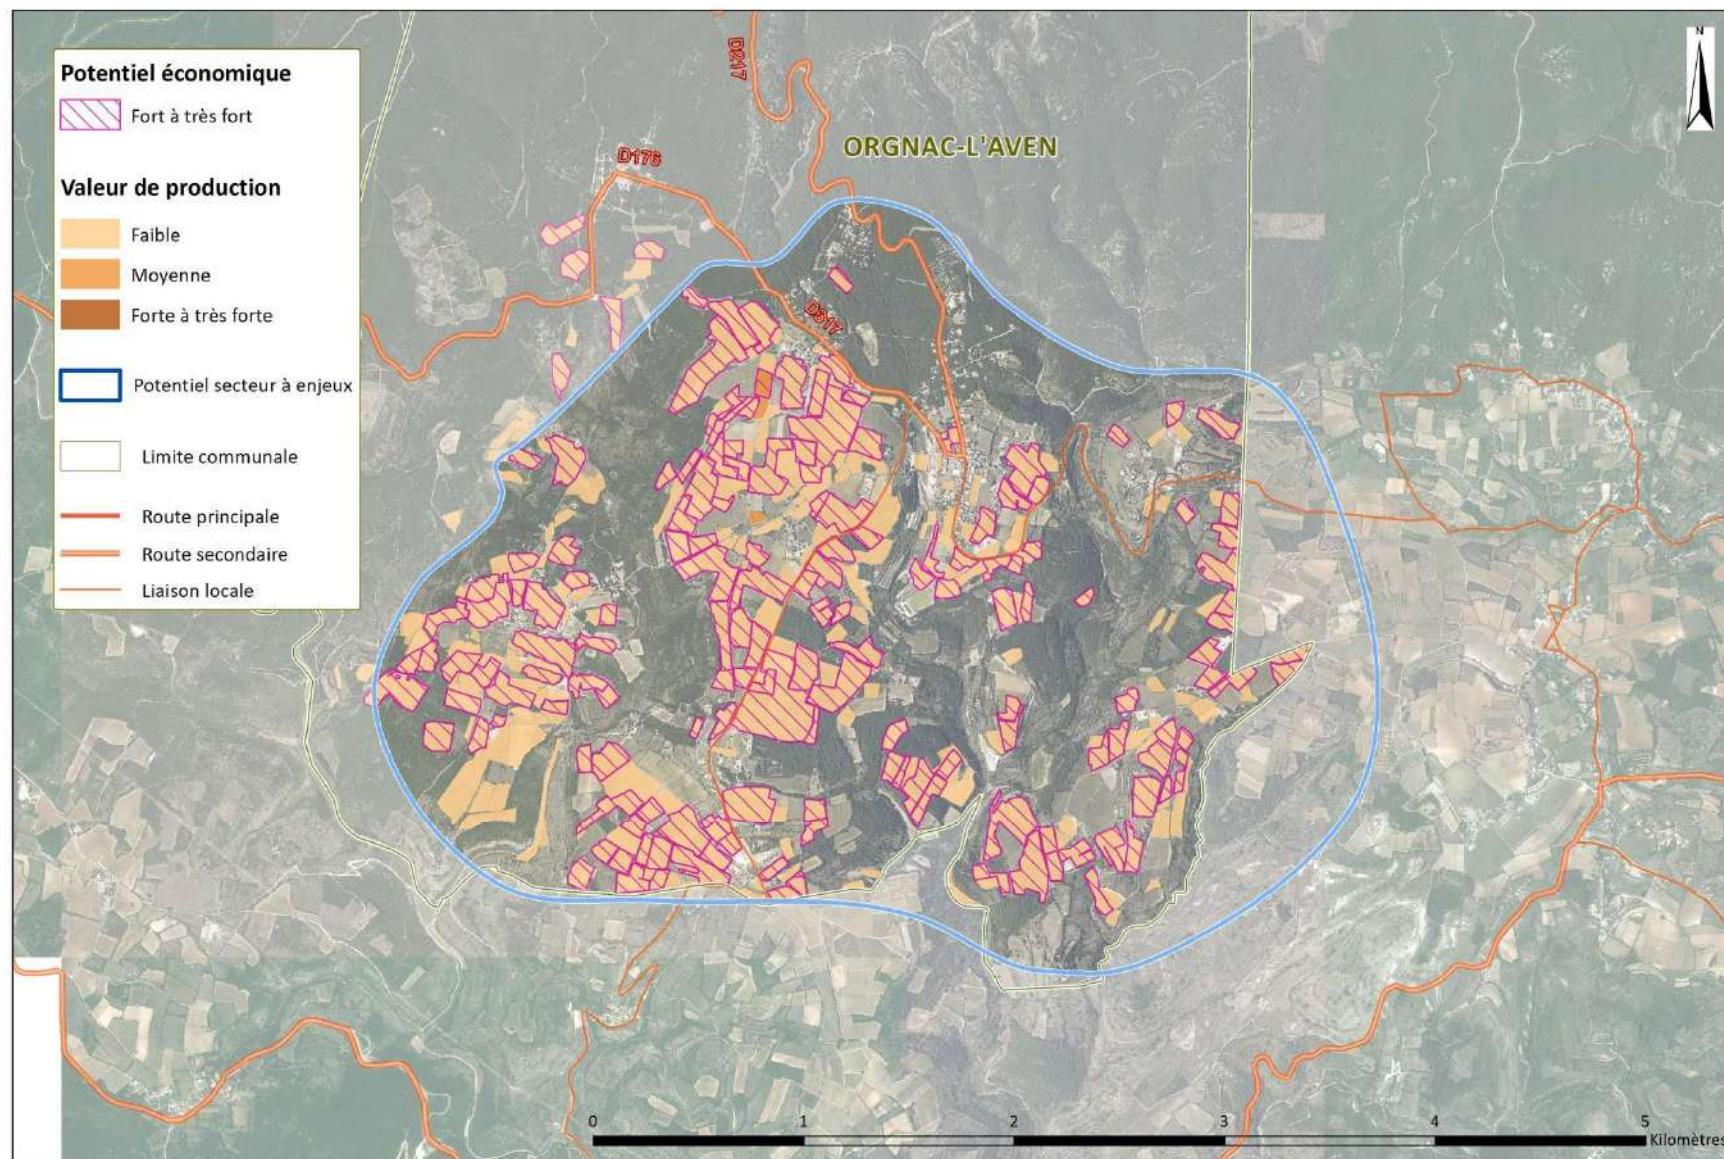 Potentiel économique
Fort à très fort
Valeur de production
Faible
Moyenne
Forte à très forte
Potentiel secteur à enjeux
Limite communale
Route principale
Route secondaire
Liaison locale
D217
N
ORGNAC-L'AVEN
D176
D317
0 1 2 3 4 5
Kilomètres